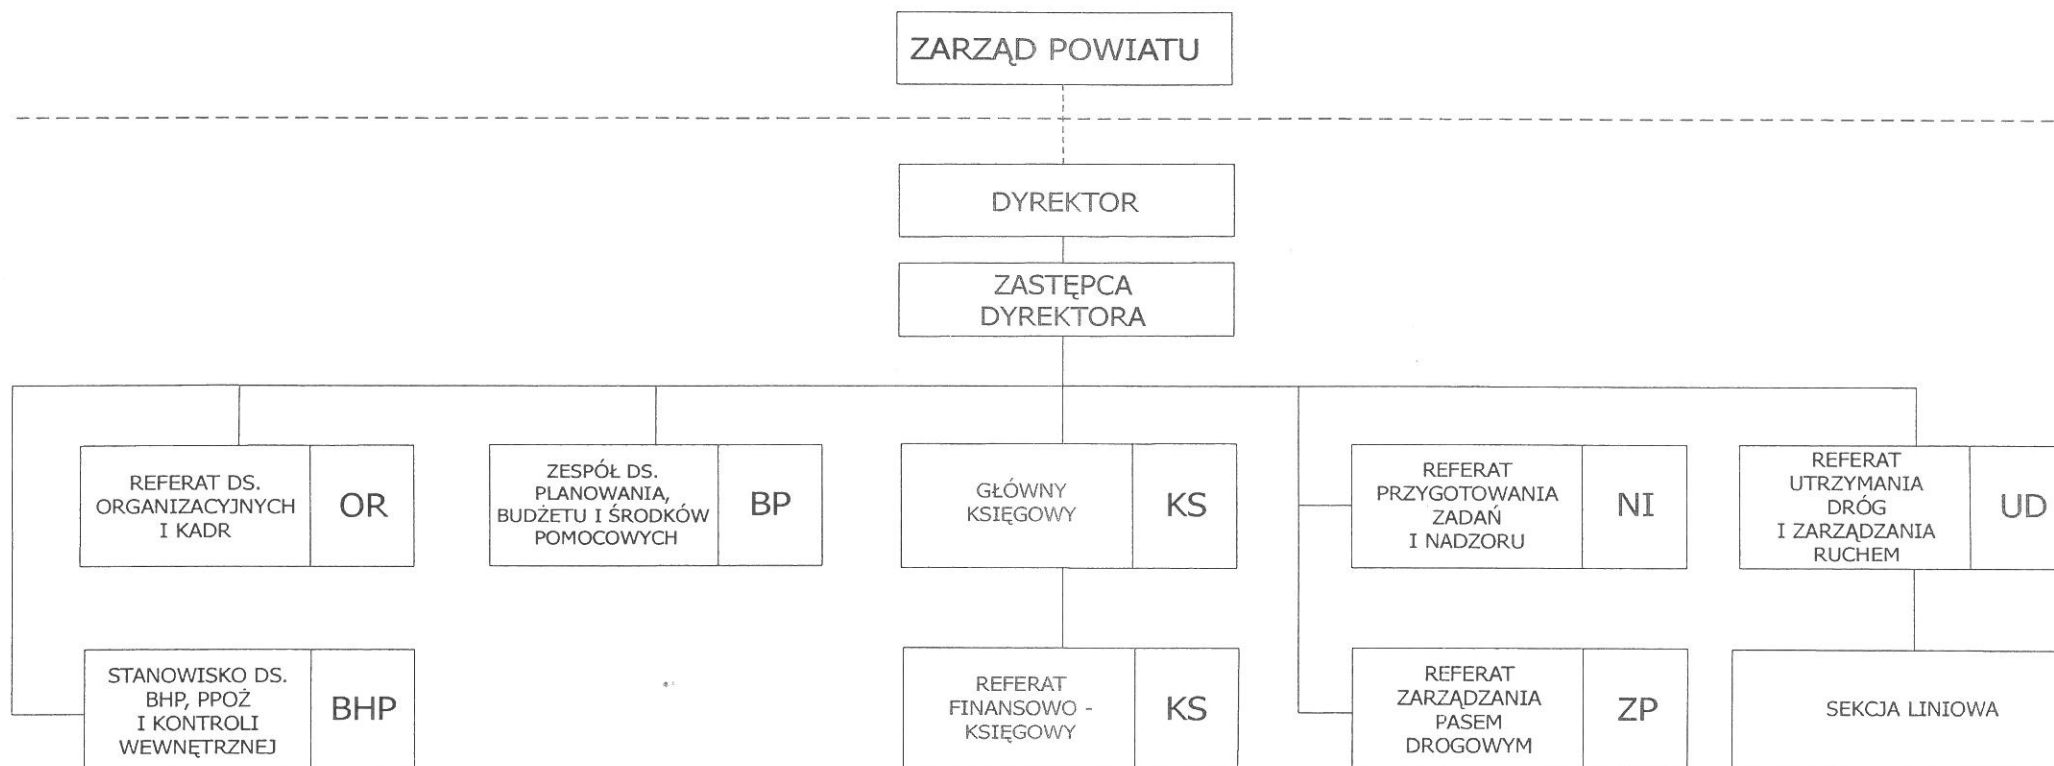 ZARZĄD POWIATU
DYREKTOR
ZASTĘPCA
DYREKTORA
REFERAT DS.
ORGANIZACYJNYCH
I KADR
OR
ZESPÓŁ DS.
PLANOWANIA,
BUDŻETU I ŚRODKÓW
POMOCOWYCH
BP
GŁÓWNY
KSIĘGOWY
KS
REFERAT
PRZYGOTOWANIA
ZADAŃ
I NADZORU
NI
REFERAT
UTRZYMANIA
DRÓG
I ZARZĄDZANIA
RUCHEM
UD
STANOWISKO DS.
BHP, PPOŻ
I KONTROLI
WEWNĘTRZNEJ
BHP
REFERAT
FINANSOWO -
KSIĘGOWY
KS
REFERAT
ZARZĄDZANIA
PASEM
DROGOWYM
ZP
SEKCJA LINIOWA